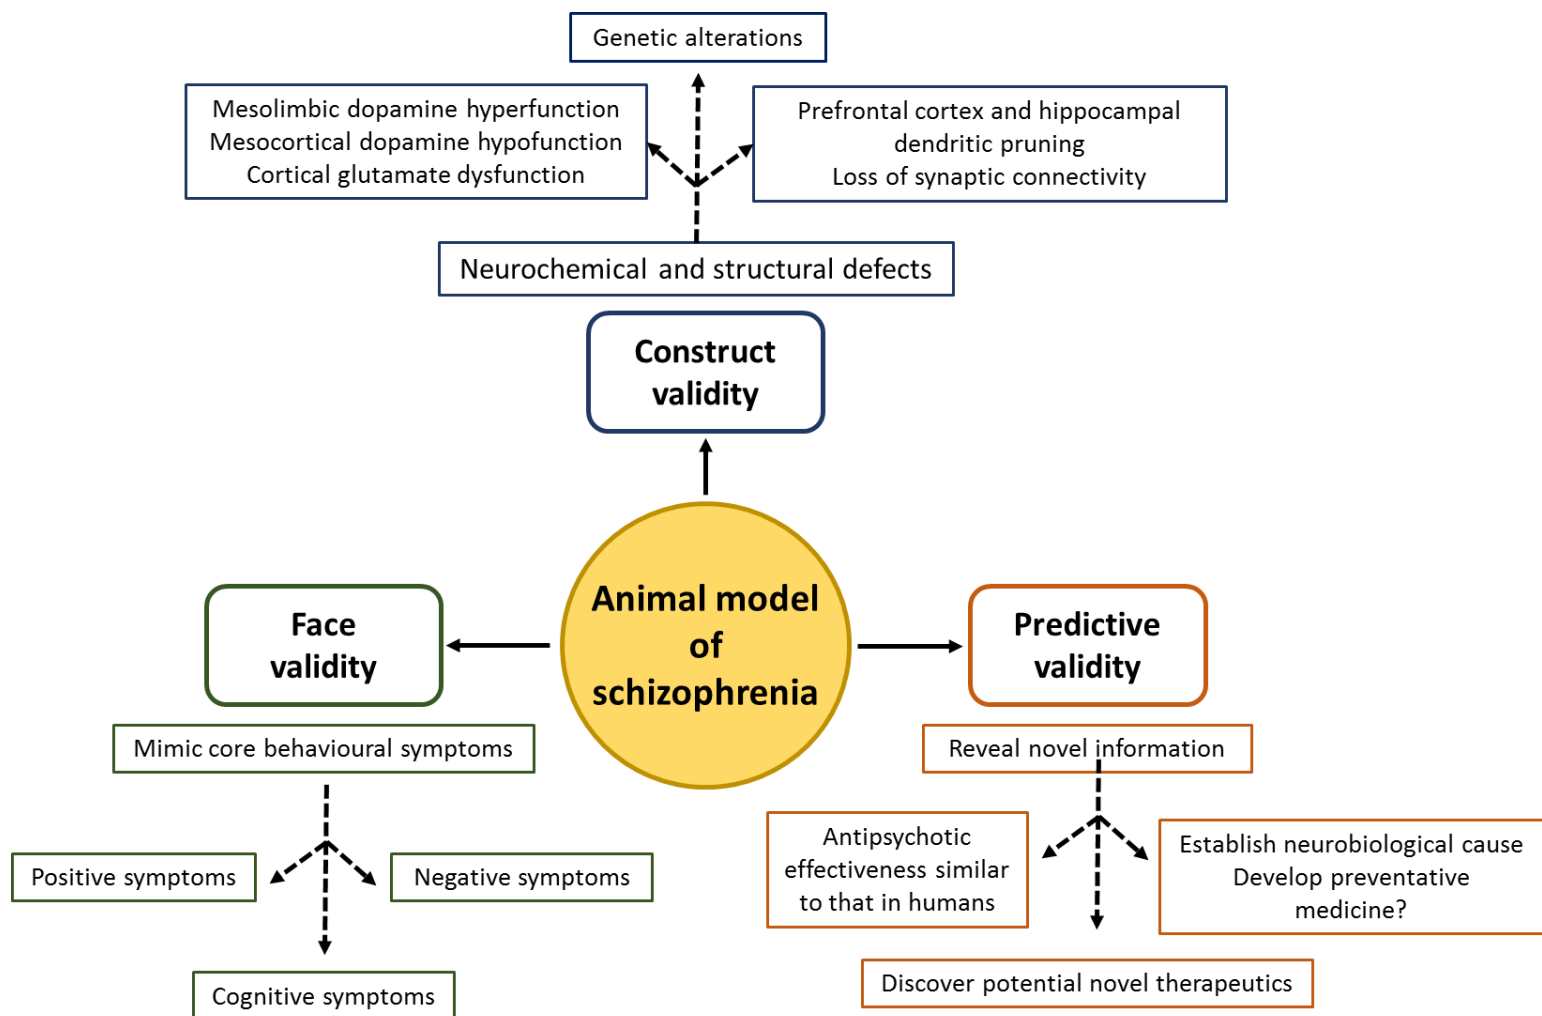 Genetic alterations
Mesolimbic dopamine hyperfunction
Mesocortical dopamine hypofunction
Cortical glutamate dysfunction
Prefrontal cortex and hippocampal
dendritic pruning
Loss of synaptic connectivity
Neurochemical and structural defects
Construct
validity
Animal model
of
schizophrenia
Face
validity
Mimic core behavioural symptoms
Positive symptoms
Negative symptoms
Cognitive symptoms
Predictive
validity
Reveal novel information
Antipsychotic
effectiveness similar
to that in humans
Establish neurobiological cause
Develop preventative
medicine?
Discover potential novel therapeutics